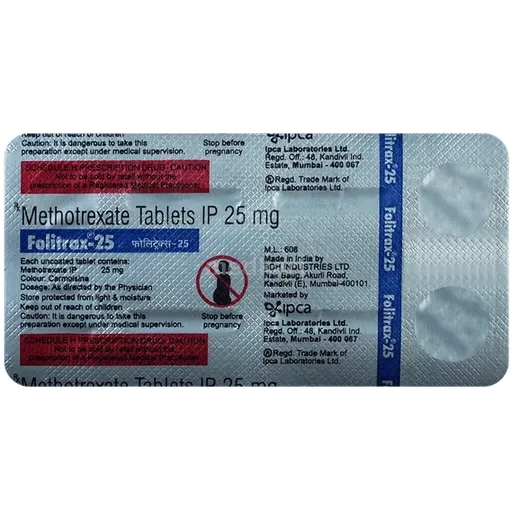 Keep out of reach of children
Caution: It is dangerous to take this
preparation except under medical supervision.
Stop before
pregnancy
SCHEDULE H PRESCRIPTION DRUG- CAUTION
Not to be sold by retail without the
prescription of a Registered Medical Practitioner.
ipca
Ipca Laboratories Ltd.
Regd. Off.: 48, Kandivli Ind.
Estate, Mumbai - 400 067
®Regd. Trade Mark of
Ipca Laboratories Ltd.
Folitrax®-25
Rx Methotrexate Tablets IP 25 mg
Folitrax®-25 फोलिट्रॅक्स-25
Each uncoated tablet contains:
Methotrexate IP 25 mg
Colour: Carmoisine
Dosage: As directed by the Physician
Store protected from light & moisture
Keep out of reach of children
Caution: It is dangerous to take this
preparation except under medical supervision.
Stop before
pregnancy
SCHEDULE H PRESCRIPTION DRUG- CAUTION
Not to be sold by retail without the
prescription of a Registered Medical Practitioner.
M.L.: 608
Made in India by
BDH INDUSTRIES LTD.
Nair Baug, Akurli Road,
Kandivli (E), Mumbai-400101.
Marketed by
ipca
Ipca Laboratories Ltd.
Regd. Off.: 48, Kandivli Ind.
Estate, Mumbai - 400 067
®Regd. Trade Mark of
Ipca Laboratories Ltd.
Folitrax®-25
Folitrax®-25
Rx Methotrexate Tablets IP 25 mg